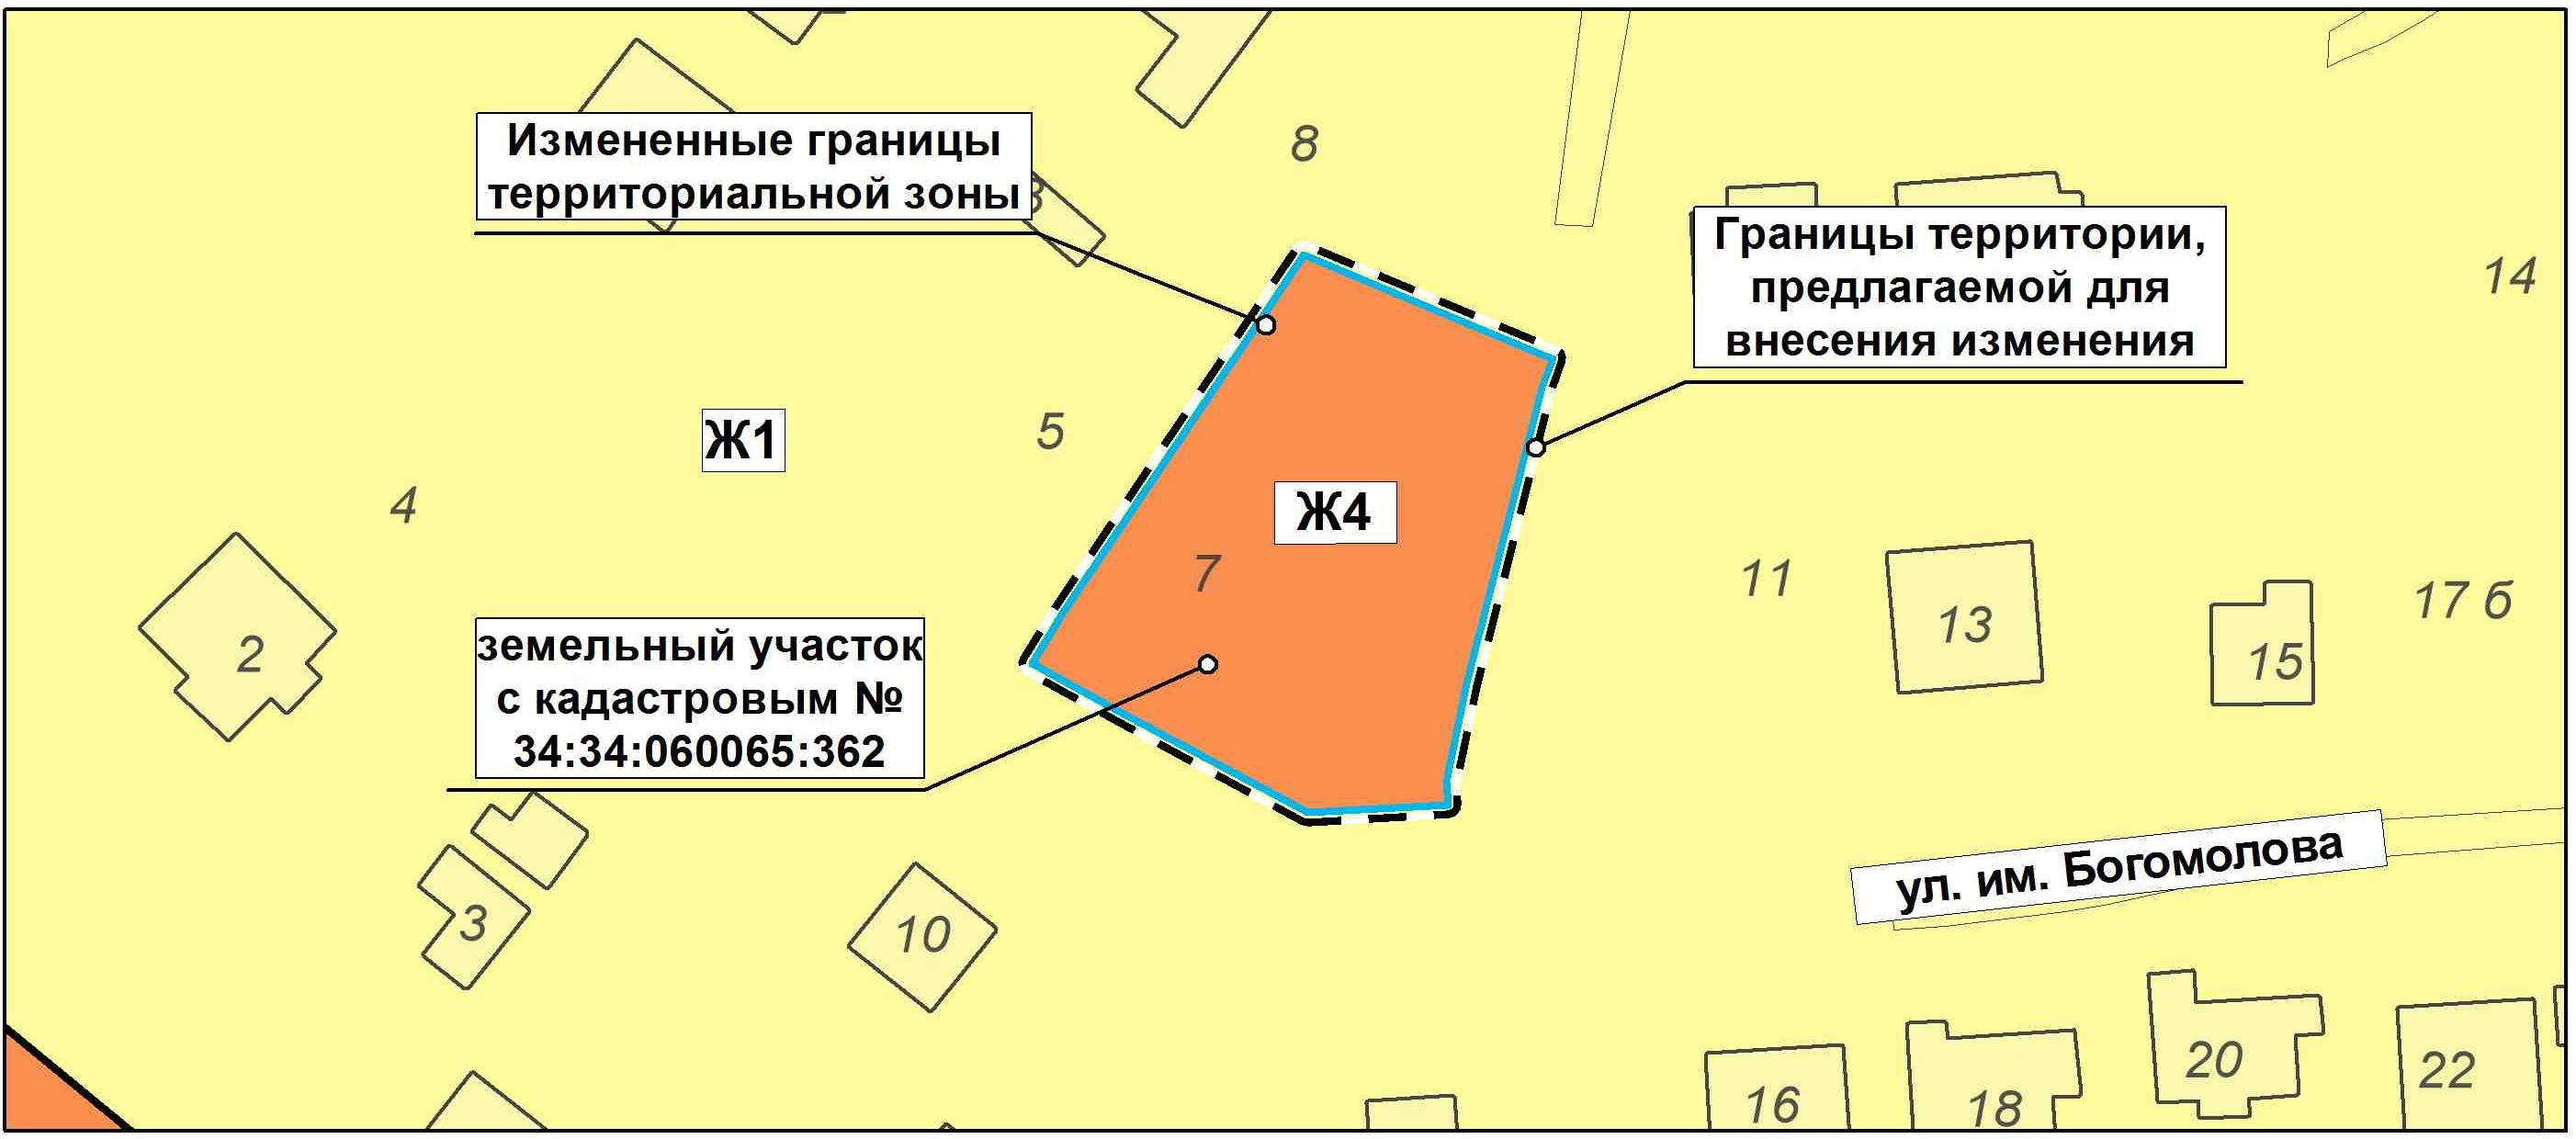 Измененные границы
территориальной зоны
8
Границы территории,
предлагаемой для
внесения изменения
14
Ж1
5
4
Ж4
7
11
13
17 б
15
2
земельный участок
с кадастровым №
34:34:060065:362
ул. им. Богомолова
3
10
16
18
20
22